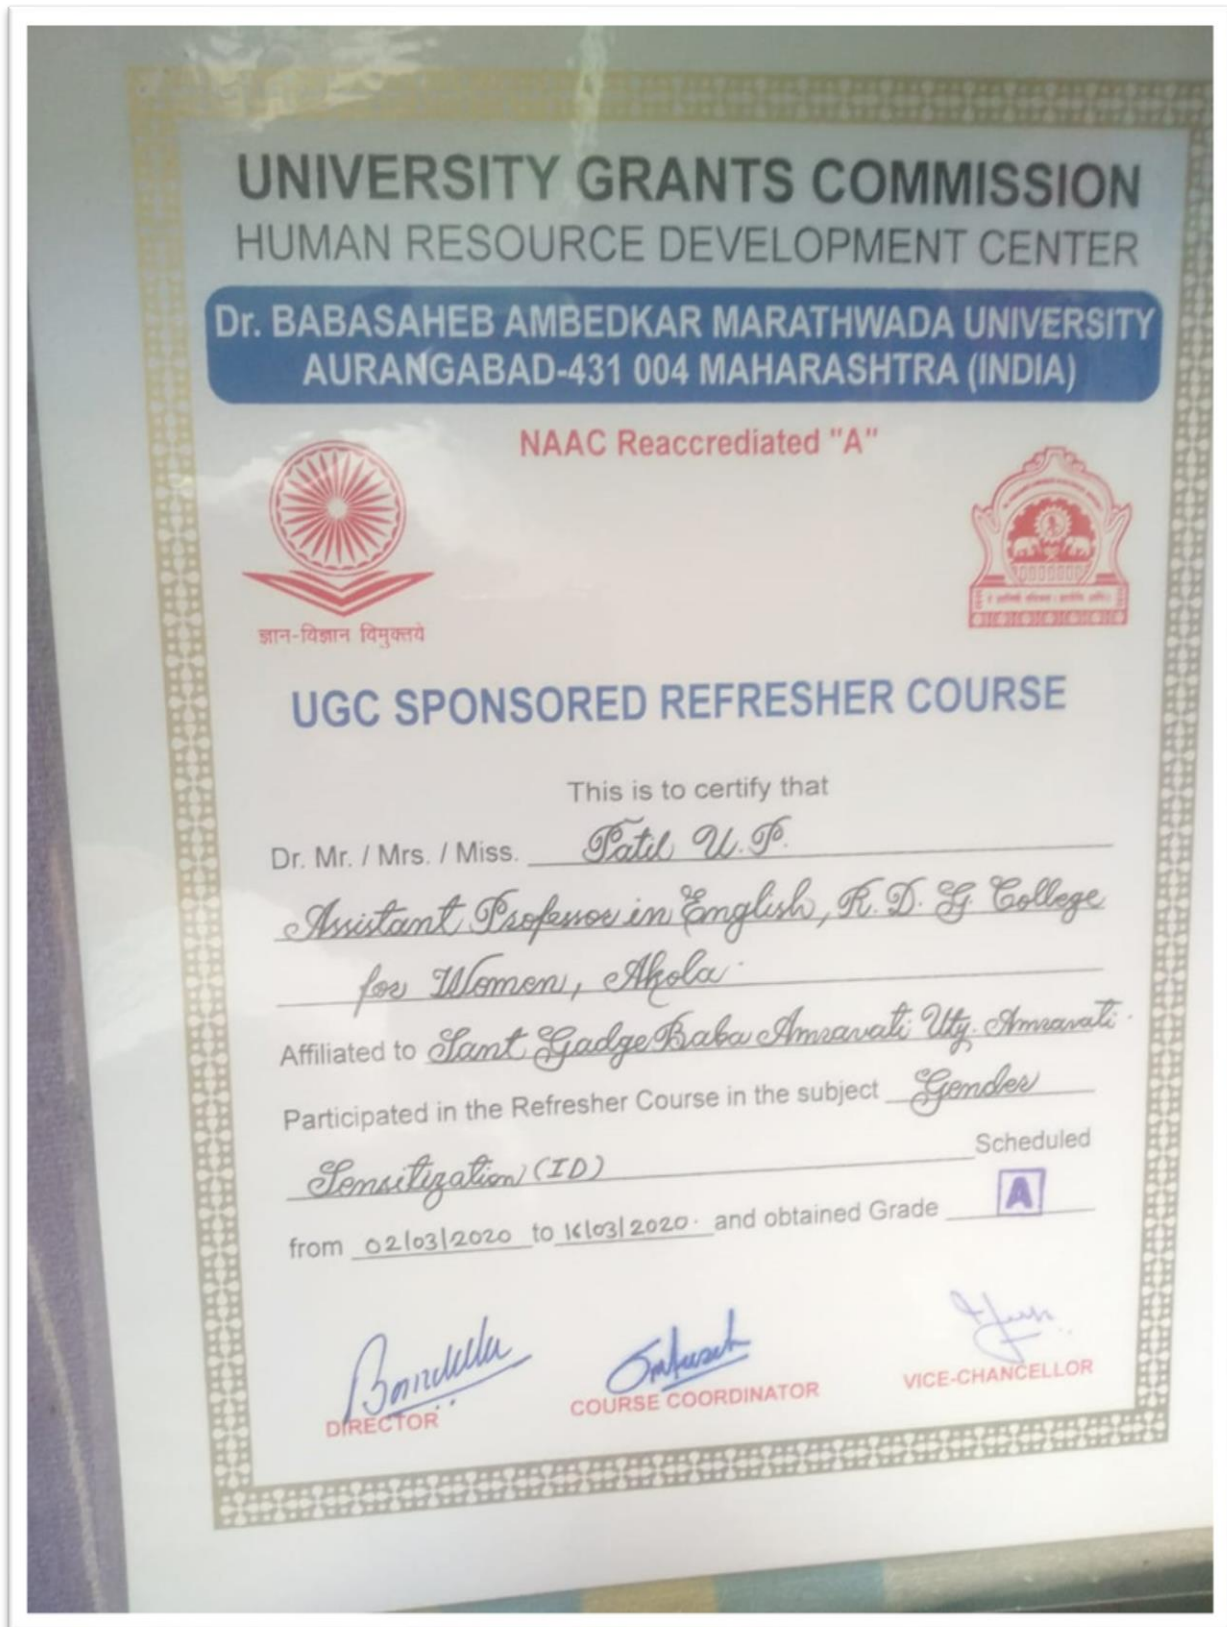 UNIVERSITY GRANTS COMMISSION
HUMAN RESOURCE DEVELOPMENT CENTER
Dr. BABASAHEB AMBEDKAR MARATHWADA UNIVERSITY
AURANGABAD-431 004 MAHARASHTRA (INDIA)
NAAC Reaccrediated "A"
ज्ञान-विज्ञान विमुक्तये
UGC SPONSORED REFRESHER COURSE
This is to certify that
Dr. Mr. / Mrs. / Miss. Patil U. P.
Assistant Professor in English, R. D. G. College
for Women, Akola.
Affiliated to Sant Gadge Baba Amravati Uty. Amravati.
Participated in the Refresher Course in the subject Gender
Sensitization (ID) Scheduled
from 02/03/2020 to 16/03/2020. and obtained Grade A
DIRECTOR
COURSE COORDINATOR
VICE-CHANCELLOR